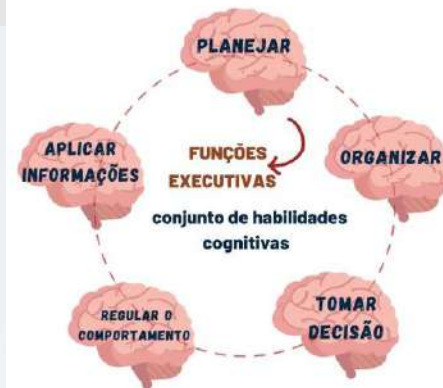 PLANEJAR
APLICAR
INFORMAÇÕES
FUNÇÕES
EXECUTIVAS
ORGANIZAR
conjunto de habilidades
cognitivas
REGULAR O
COMPORTAMENTO
TOMAR
DECISÃO